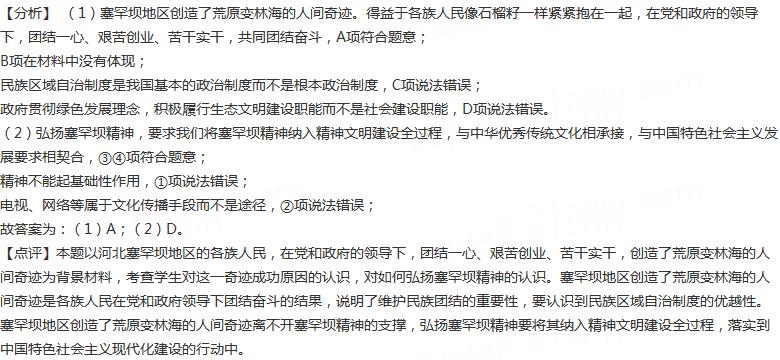 【分析】（1）塞罕坝地区创造了荒原变林海的人间奇迹。得益于各族人民像石榴籽一样紧紧抱在一起，在党和政府的领导
下，团结一心、艰苦创业、苦干实干，共同团结奋斗，A项符合题意；
B项在材料中没有体现；
民族区域自治制度是我国基本的政治制度而不是根本政治制度，C项说法错误；
政府贯彻绿色发展理念，积极履行生态文明建设职能而不是社会建设职能，D项说法错误。
（2）弘扬塞罕坝精神，要求我们将塞罕坝精神纳入精神文明建设全过程，与中华优秀传统文化相承接，与中国特色社会主义发
展要求相契合，③④项符合题意；
精神不能起基础性作用，①项说法错误；
电视、网络等属于文化传播手段而不是途径，②项说法错误；
故答案为：（1）A；（2）D。
【点评】本题以河北塞罕坝地区的各族人民，在党和政府的领导下，团结一心、艰苦创业、苦干实干，创造了荒原变林海的人
间奇迹为背景材料，考查学生对这一奇迹成功原因的认识，对如何弘扬塞罕坝精神的认识。塞罕坝地区创造了荒原变林海的人
间奇迹是各族人民在党和政府领导下团结奋斗的结果，说明了维护民族团结的重要性，要认识到民族区域自治制度的优越性。
塞罕坝地区创造了荒原变林海的人间奇迹离不开塞罕坝精神的支撑，弘扬塞罕坝精神要将其纳入精神文明建设全过程，落实到
中国特色社会主义现代化建设的行动中。